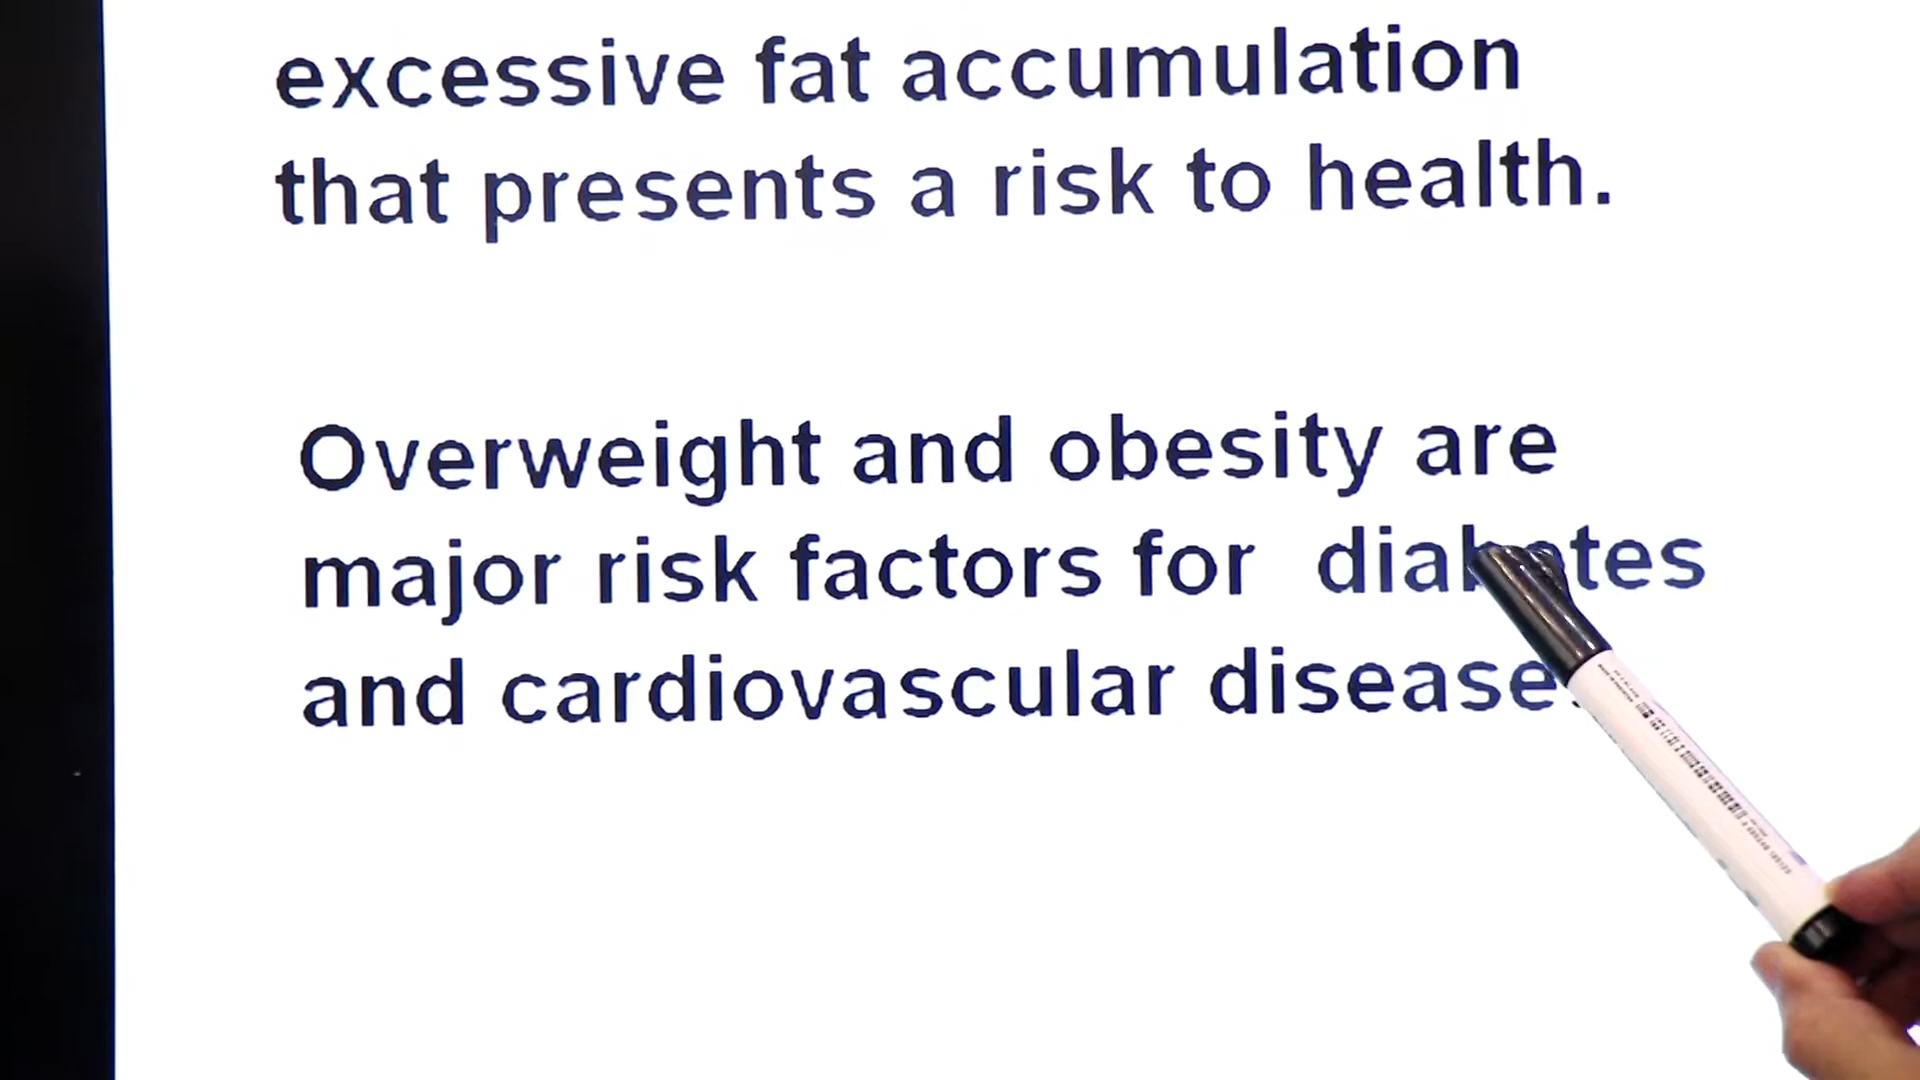 excessive fat accumulation
that presents a risk to health.
Overweight and obesity are
major risk factors for diabetes
and cardiovascular disease.